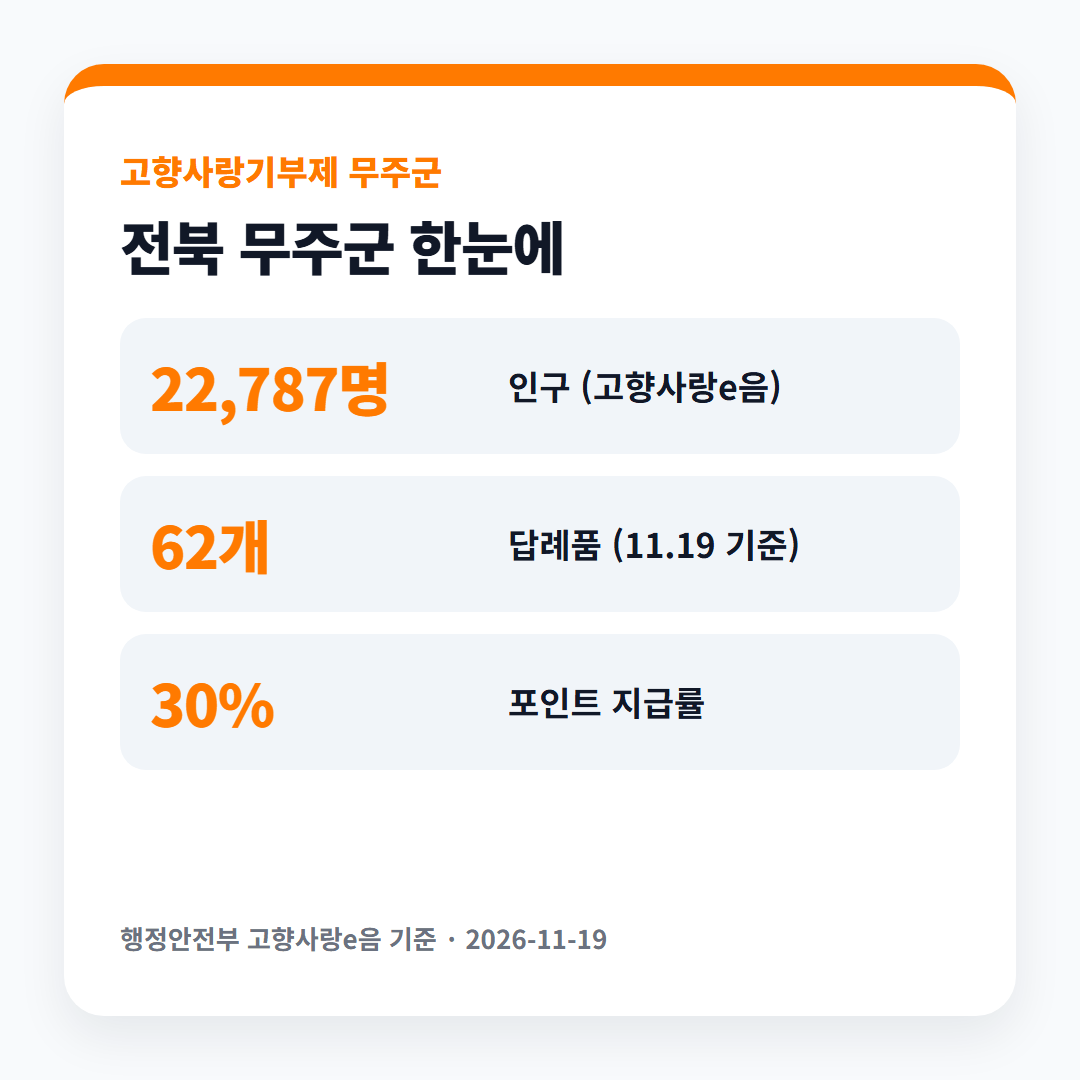 고향사랑기부제 무주군
전북 무주군 한눈에
22,787명 인구 (고향사랑e음)
62개 답례품 (11.19 기준)
30% 포인트 지급률
행정안전부 고향사랑e음 기준 · 2026-11-19